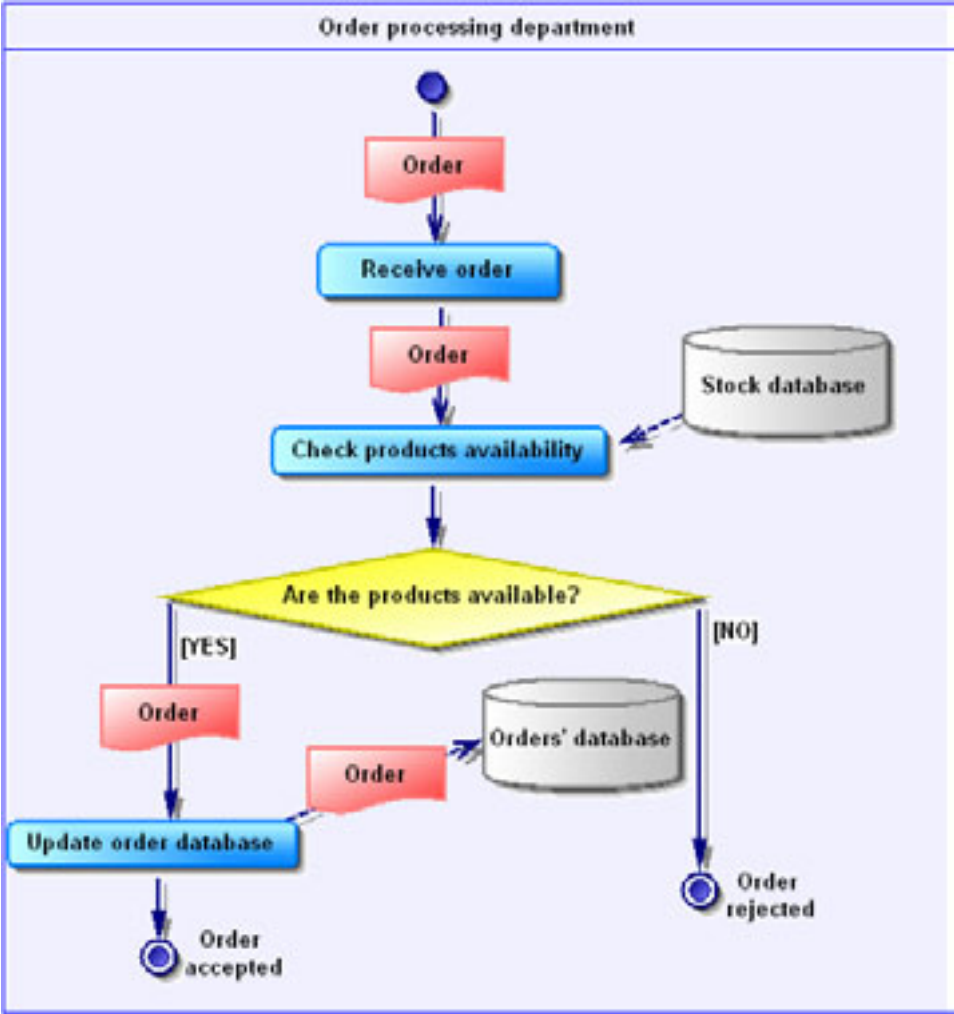 Order processing department
Order
Receive order
Order
Stock database
Check products availability
Are the products available?
[YES]
[NO]
Order
Orders' database
Order
Update order database
Order
rejected
Order
accepted